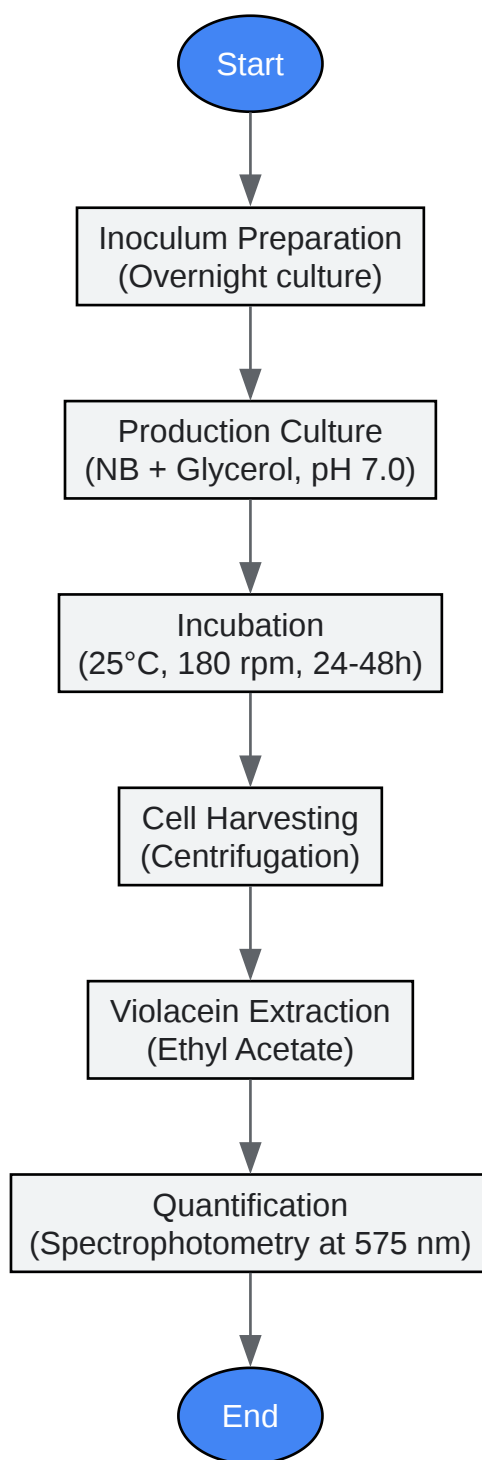 Start
Inoculum Preparation
(Overnight culture)
Production Culture
(NB + Glycerol, pH 7.0)
Incubation
(25°C, 180 rpm, 24-48h)
Cell Harvesting
(Centrifugation)
Violacein Extraction
(Ethyl Acetate)
Quantification
(Spectrophotometry at 575 nm)
End